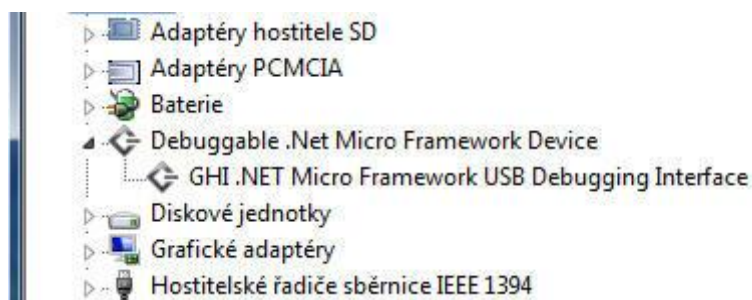 Adaptéry hostitele SD
Adaptéry PCMCIA
Baterie
Debuggable .Net Micro Framework Device
GHI .NET Micro Framework USB Debugging Interface
Diskové jednotky
Grafické adaptéry
Hostitelské řadiče sběrnice IEEE 1394